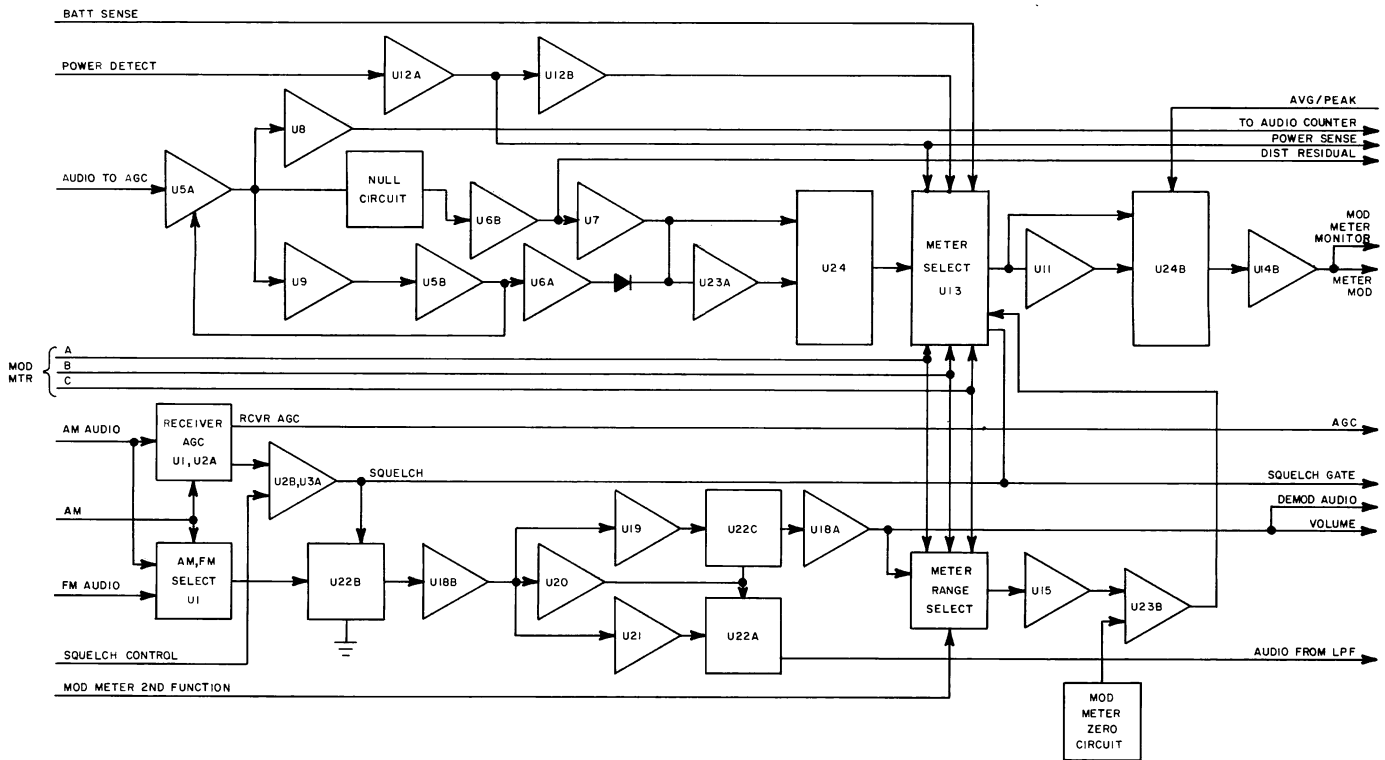 BATT SENSE
POWER DETECT
U12A
U12B
AVG/PEAK
TO AUDIO COUNTER
POWER SENSE
DIST RESIDUAL
U8
AUDIO TO AGC
U5A
NULL
CIRCUIT
U6B
U7
U24
METER
SELECT
U13
U11
U24B
U14B
MOD
METER
MONITOR
METER
MOD
U9
U5B
U6A
U23A
MOD
MTR
A
B
C
AM AUDIO
RECEIVER
AGC
U1, U2A
RCVR AGC
AGC
U2B,U3A
SQUELCH
SQUELCH GATE
DEMOD AUDIO
VOLUME
AM
AM,FM
SELECT
U1
FM AUDIO
U22B
U18B
U19
U20
U21
U22C
U22A
U18A
METER
RANGE
SELECT
U15
U23B
AUDIO FROM LPF
SQUELCH CONTROL
MOD METER 2ND FUNCTION
MOD
METER
ZERO
CIRCUIT